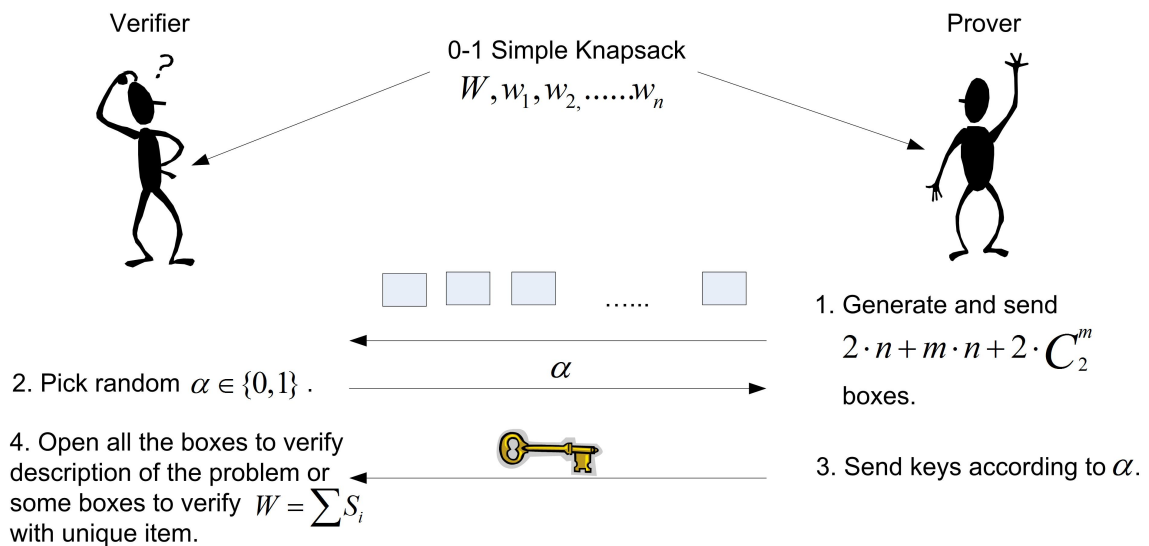 Verifier
Prover
?
0-1 Simple Knapsack
W, w₁, w₂, ......wₙ
......
1. Generate and send
2·n+m·n+2·C₂ᵐ
boxes.
α
2. Pick random α ∈ {0,1} .
4. Open all the boxes to verify
description of the problem or
some boxes to verify W = ∑Sᵢ
with unique item.
3. Send keys according to α.